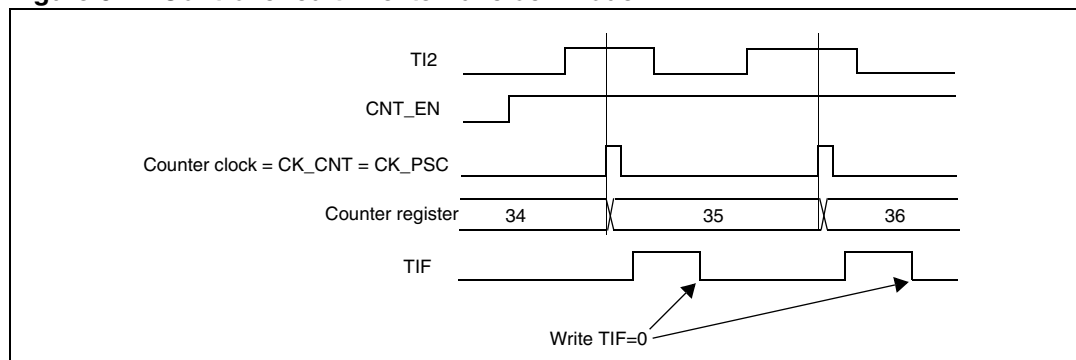 TI2
CNT_EN
Counter clock = CK_CNT = CK_PSC
Counter register 34 35 36
TIF
Write TIF=0